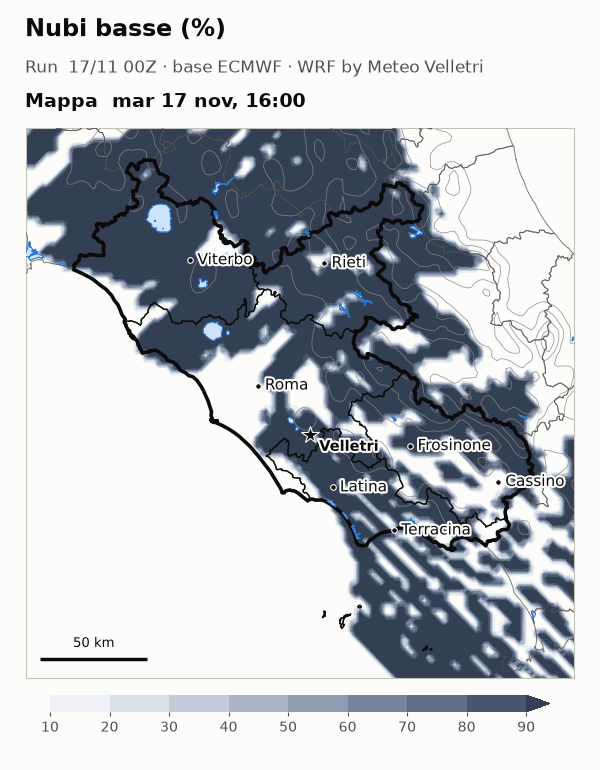 Nubi basse (%)
Run  17/11 00Z · base ECMWF · WRF by Meteo Velletri
Mappa  mar 17 nov, 16:00
Viterbo
Rieti
Roma
Velletri
Frosinone
Cassino
Latina
Terracina
50 km
10 20 30 40 50 60 70 80 90